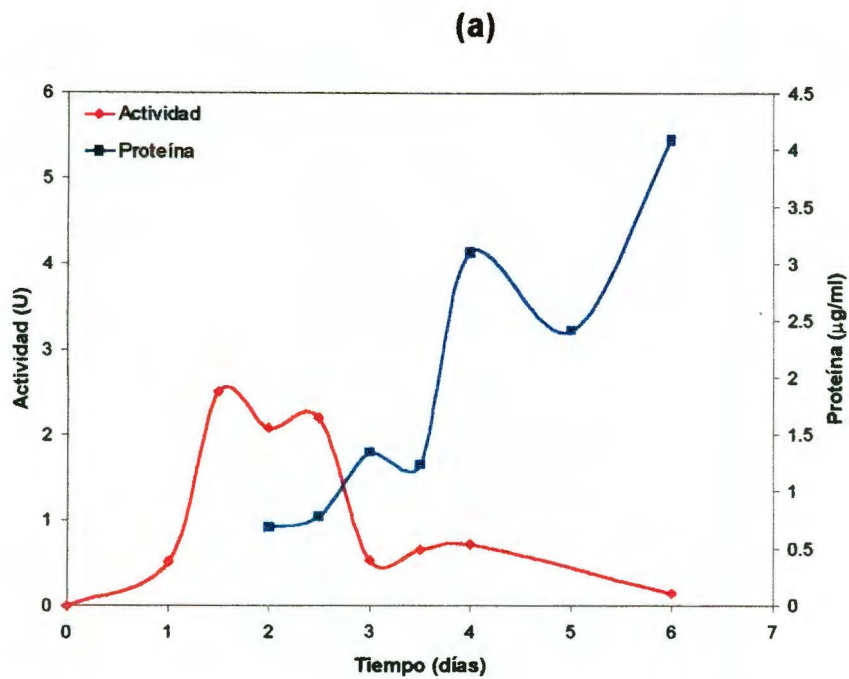 (a)
Actividad
Proteína
6
5
4
3
2
1
0
Actividad (U)
4.5
4
3.5
3
2.5
2
1.5
1
0.5
0
Proteína (µg/ml)
0 1 2 3 4 5 6 7
Tiempo (días)